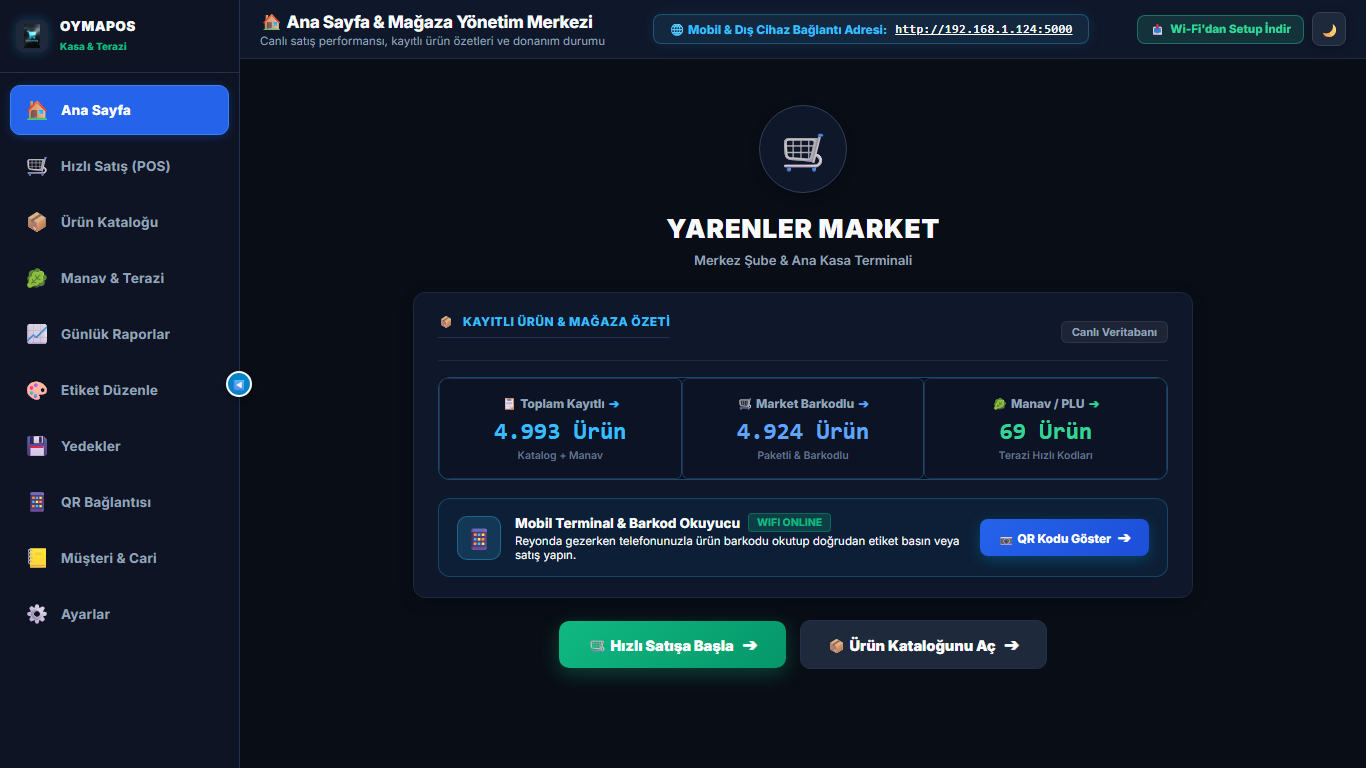 OYMAPOS
Kasa & Terazi
Ana Sayfa
Hızlı Satış (POS)
Ürün Kataloğu
Manav & Terazi
Günlük Raporlar
Etiket Düzenle
Yedekler
QR Bağlantısı
Müşteri & Cari
Ayarlar
Ana Sayfa & Mağaza Yönetim Merkezi
Canlı satış performansı, kayıtlı ürün özetleri ve donanım durumu
Mobil & Dış Cihaz Bağlantı Adresi: http://192.168.1.124:5000
Wi-Fi'dan Setup İndir
YARENLER MARKET
Merkez Şube & Ana Kasa Terminali
KAYITLI ÜRÜN & MAĞAZA ÖZETİ
Canlı Veritabanı
Toplam Kayıtlı ➔
4.993 Ürün
Katalog + Manav
Market Barkodlu ➔
4.924 Ürün
Paketli & Barkodlu
Manav / PLU ➔
69 Ürün
Terazi Hızlı Kodları
Mobil Terminal & Barkod Okuyucu WIFI ONLINE
Reyonda gezerken telefonunuzla ürün barkodu okutup doğrudan etiket basın veya
satış yapın.
QR Kodu Göster ➔
Hızlı Satışa Başla ➔
Ürün Kataloğunu Aç ➔